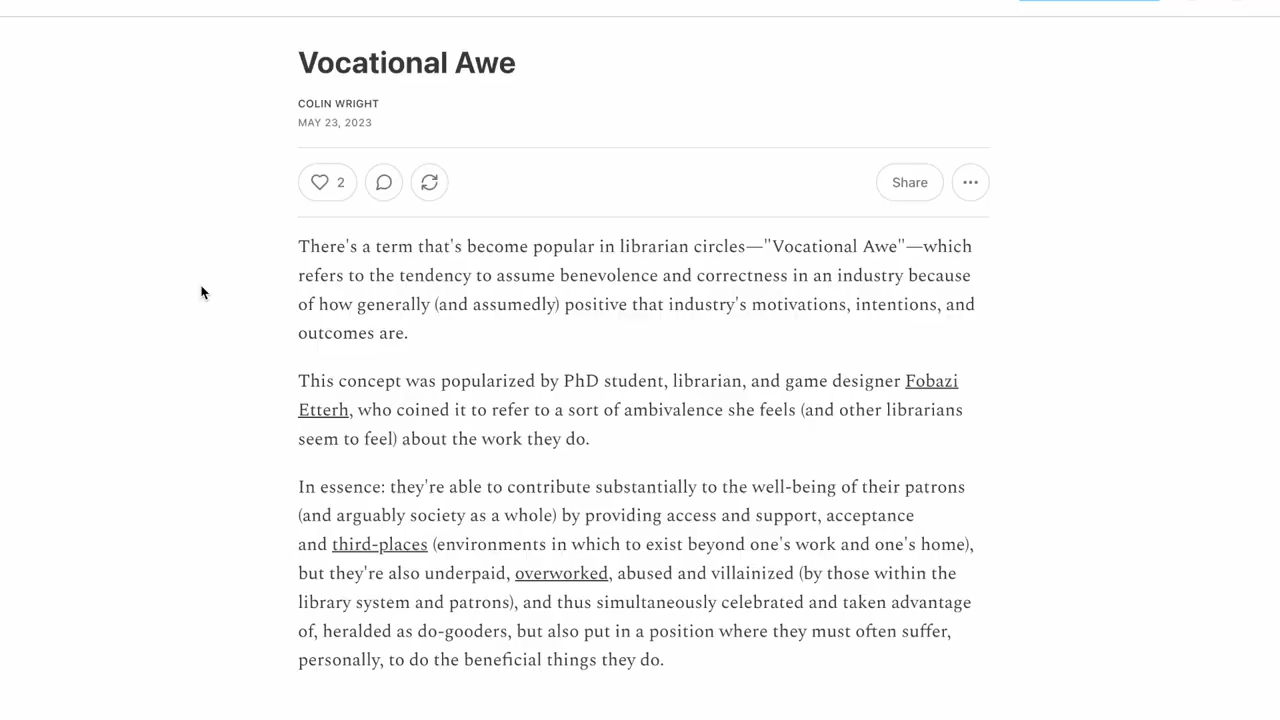 Vocational Awe
COLIN WRIGHT
MAY 23, 2023
2
Share
There's a term that's become popular in librarian circles—"Vocational Awe"—which
refers to the tendency to assume benevolence and correctness in an industry because
of how generally (and assumedly) positive that industry's motivations, intentions, and
outcomes are.
This concept was popularized by PhD student, librarian, and game designer Fobazi
Etterh, who coined it to refer to a sort of ambivalence she feels (and other librarians
seem to feel) about the work they do.
In essence: they're able to contribute substantially to the well-being of their patrons
(and arguably society as a whole) by providing access and support, acceptance
and third-places (environments in which to exist beyond one's work and one's home),
but they're also underpaid, overworked, abused and villainized (by those within the
library system and patrons), and thus simultaneously celebrated and taken advantage
of, heralded as do-gooders, but also put in a position where they must often suffer,
personally, to do the beneficial things they do.